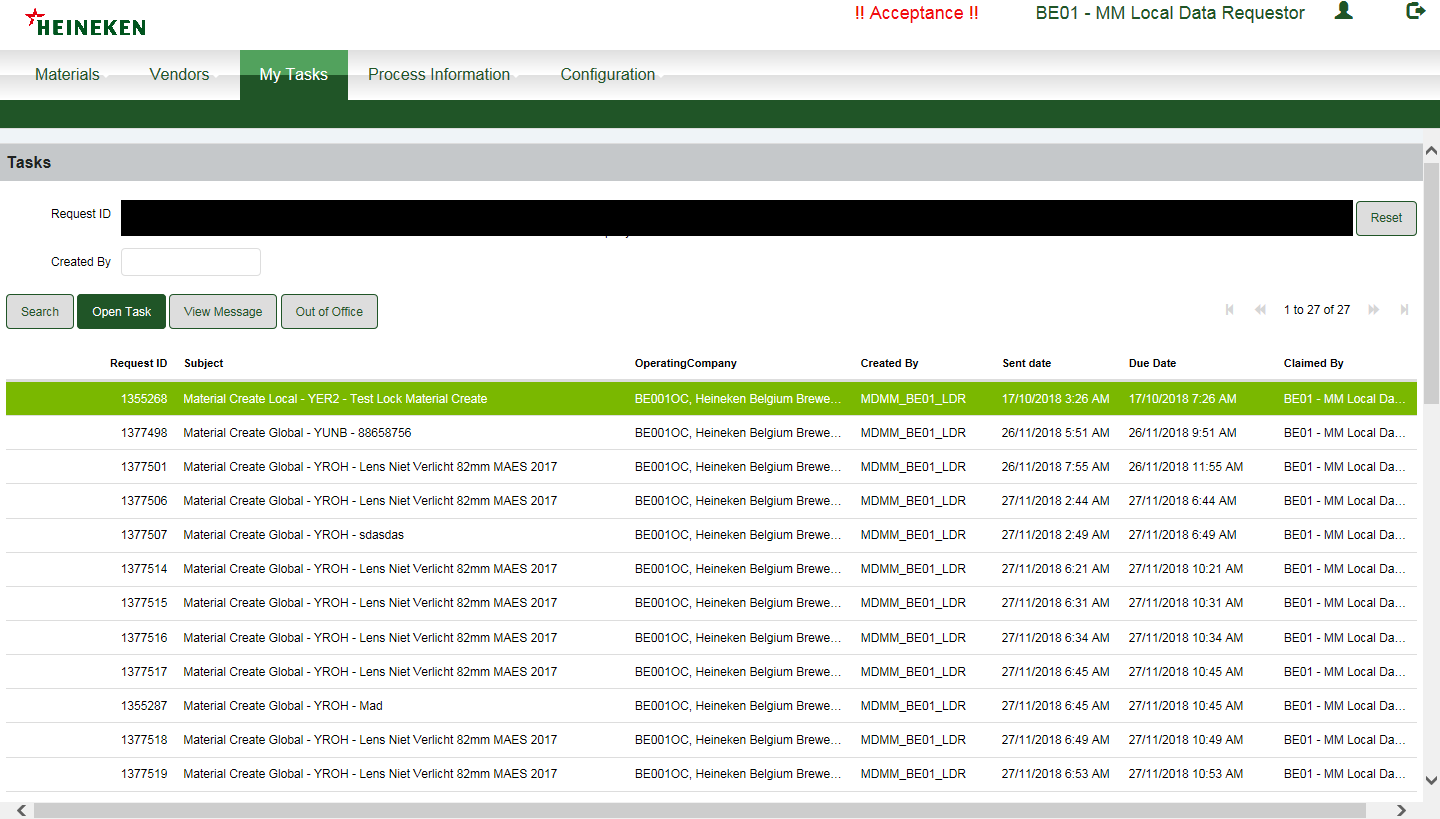 HEINEKEN
!! Acceptance !! BE01 - MM Local Data Requestor
Materials Vendors My Tasks Process Information Configuration
Tasks
Request ID Reset
Created By
Search Open Task View Message Out of Office 1 to 27 of 27
Request ID Subject OperatingCompany Created By Sent date Due Date Claimed By
1355268 Material Create Local - YER2 - Test Lock Material Create BE001OC, Heineken Belgium Brewe... MDMM_BE01_LDR 17/10/2018 3:26 AM 17/10/2018 7:26 AM BE01 - MM Local Da...
1377498 Material Create Global - YUNB - 88658756 BE001OC, Heineken Belgium Brewe... MDMM_BE01_LDR 26/11/2018 5:51 AM 26/11/2018 9:51 AM BE01 - MM Local Da...
1377501 Material Create Global - YROH - Lens Niet Verlicht 82mm MAES 2017 BE001OC, Heineken Belgium Brewe... MDMM_BE01_LDR 26/11/2018 7:55 AM 26/11/2018 11:55 AM BE01 - MM Local Da...
1377506 Material Create Global - YROH - Lens Niet Verlicht 82mm MAES 2017 BE001OC, Heineken Belgium Brewe... MDMM_BE01_LDR 27/11/2018 2:44 AM 27/11/2018 6:44 AM BE01 - MM Local Da...
1377507 Material Create Global - YROH - sdasdas BE001OC, Heineken Belgium Brewe... MDMM_BE01_LDR 27/11/2018 2:49 AM 27/11/2018 6:49 AM BE01 - MM Local Da...
1377514 Material Create Global - YROH - Lens Niet Verlicht 82mm MAES 2017 BE001OC, Heineken Belgium Brewe... MDMM_BE01_LDR 27/11/2018 6:21 AM 27/11/2018 10:21 AM BE01 - MM Local Da...
1377515 Material Create Global - YROH - Lens Niet Verlicht 82mm MAES 2017 BE001OC, Heineken Belgium Brewe... MDMM_BE01_LDR 27/11/2018 6:31 AM 27/11/2018 10:31 AM BE01 - MM Local Da...
1377516 Material Create Global - YROH - Lens Niet Verlicht 82mm MAES 2017 BE001OC, Heineken Belgium Brewe... MDMM_BE01_LDR 27/11/2018 6:34 AM 27/11/2018 10:34 AM BE01 - MM Local Da...
1377517 Material Create Global - YROH - Lens Niet Verlicht 82mm MAES 2017 BE001OC, Heineken Belgium Brewe... MDMM_BE01_LDR 27/11/2018 6:45 AM 27/11/2018 10:45 AM BE01 - MM Local Da...
1355287 Material Create Global - YROH - Mad BE001OC, Heineken Belgium Brewe... MDMM_BE01_LDR 27/11/2018 6:45 AM 27/11/2018 10:45 AM BE01 - MM Local Da...
1377518 Material Create Global - YROH - Lens Niet Verlicht 82mm MAES 2017 BE001OC, Heineken Belgium Brewe... MDMM_BE01_LDR 27/11/2018 6:49 AM 27/11/2018 10:49 AM BE01 - MM Local Da...
1377519 Material Create Global - YROH - Lens Niet Verlicht 82mm MAES 2017 BE001OC, Heineken Belgium Brewe... MDMM_BE01_LDR 27/11/2018 6:53 AM 27/11/2018 10:53 AM BE01 - MM Local Da...